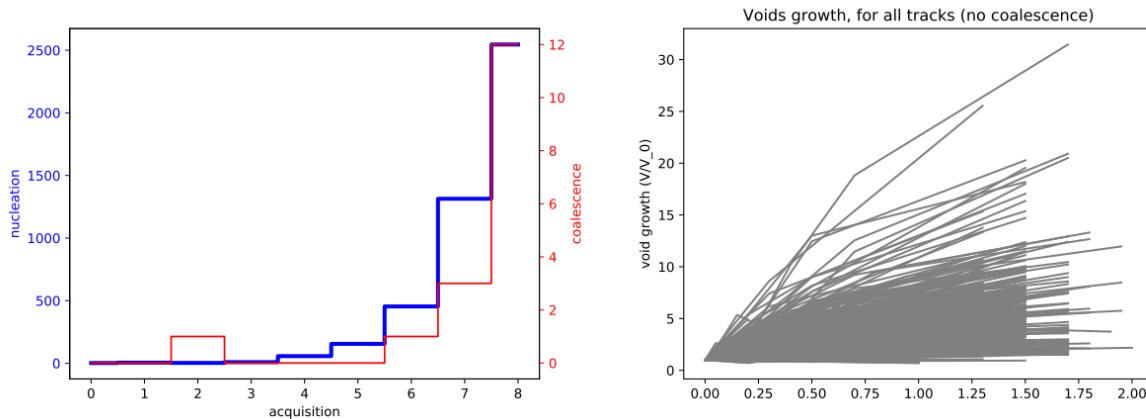 2500
2000
1500
1000
500
0
nucleation
0 1 2 3 4 5 6 7 8
acquisition
12
10
8
6
4
2
0
coalescence
Voids growth, for all tracks (no coalescence)
30
25
20
15
10
5
0
void growth (V/V_0)
0.00 0.25 0.50 0.75 1.00 1.25 1.50 1.75 2.00